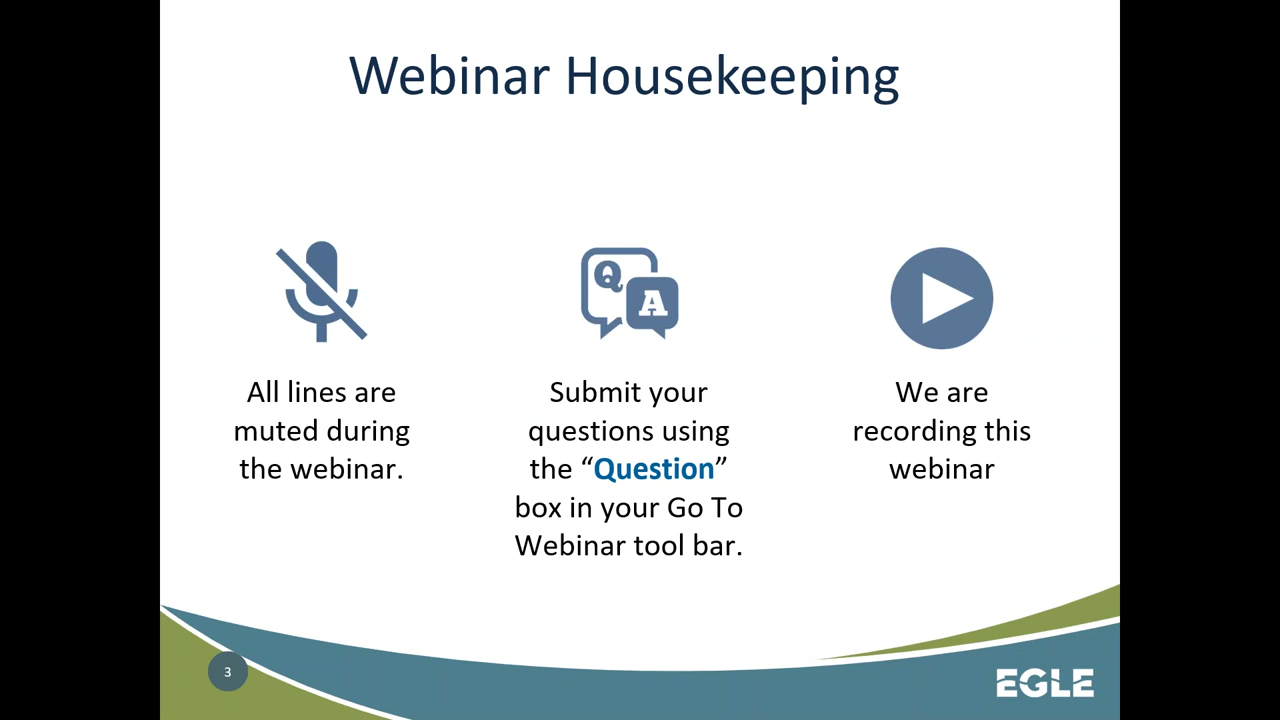 Webinar Housekeeping
Q
A
All lines are
muted during
the webinar.
Submit your
questions using
the “Question”
box in your Go To
Webinar tool bar.
We are
recording this
webinar
3
EGLE